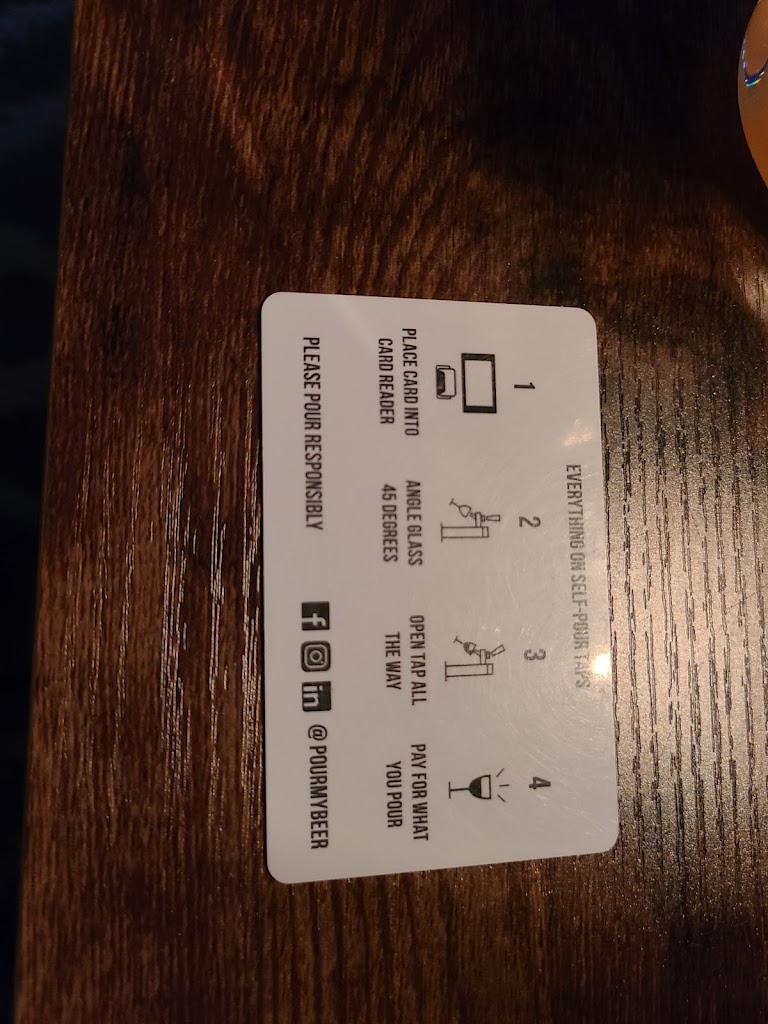 EVERYTHING ON SELF-POUR TAPS
1
2
3
4
PLACE CARD INTO
CARD READER
ANGLE GLASS
45 DEGREES
OPEN TAP ALL
THE WAY
PAY FOR WHAT
YOU POUR
PLEASE POUR RESPONSIBLY
f in @POURMYBEER